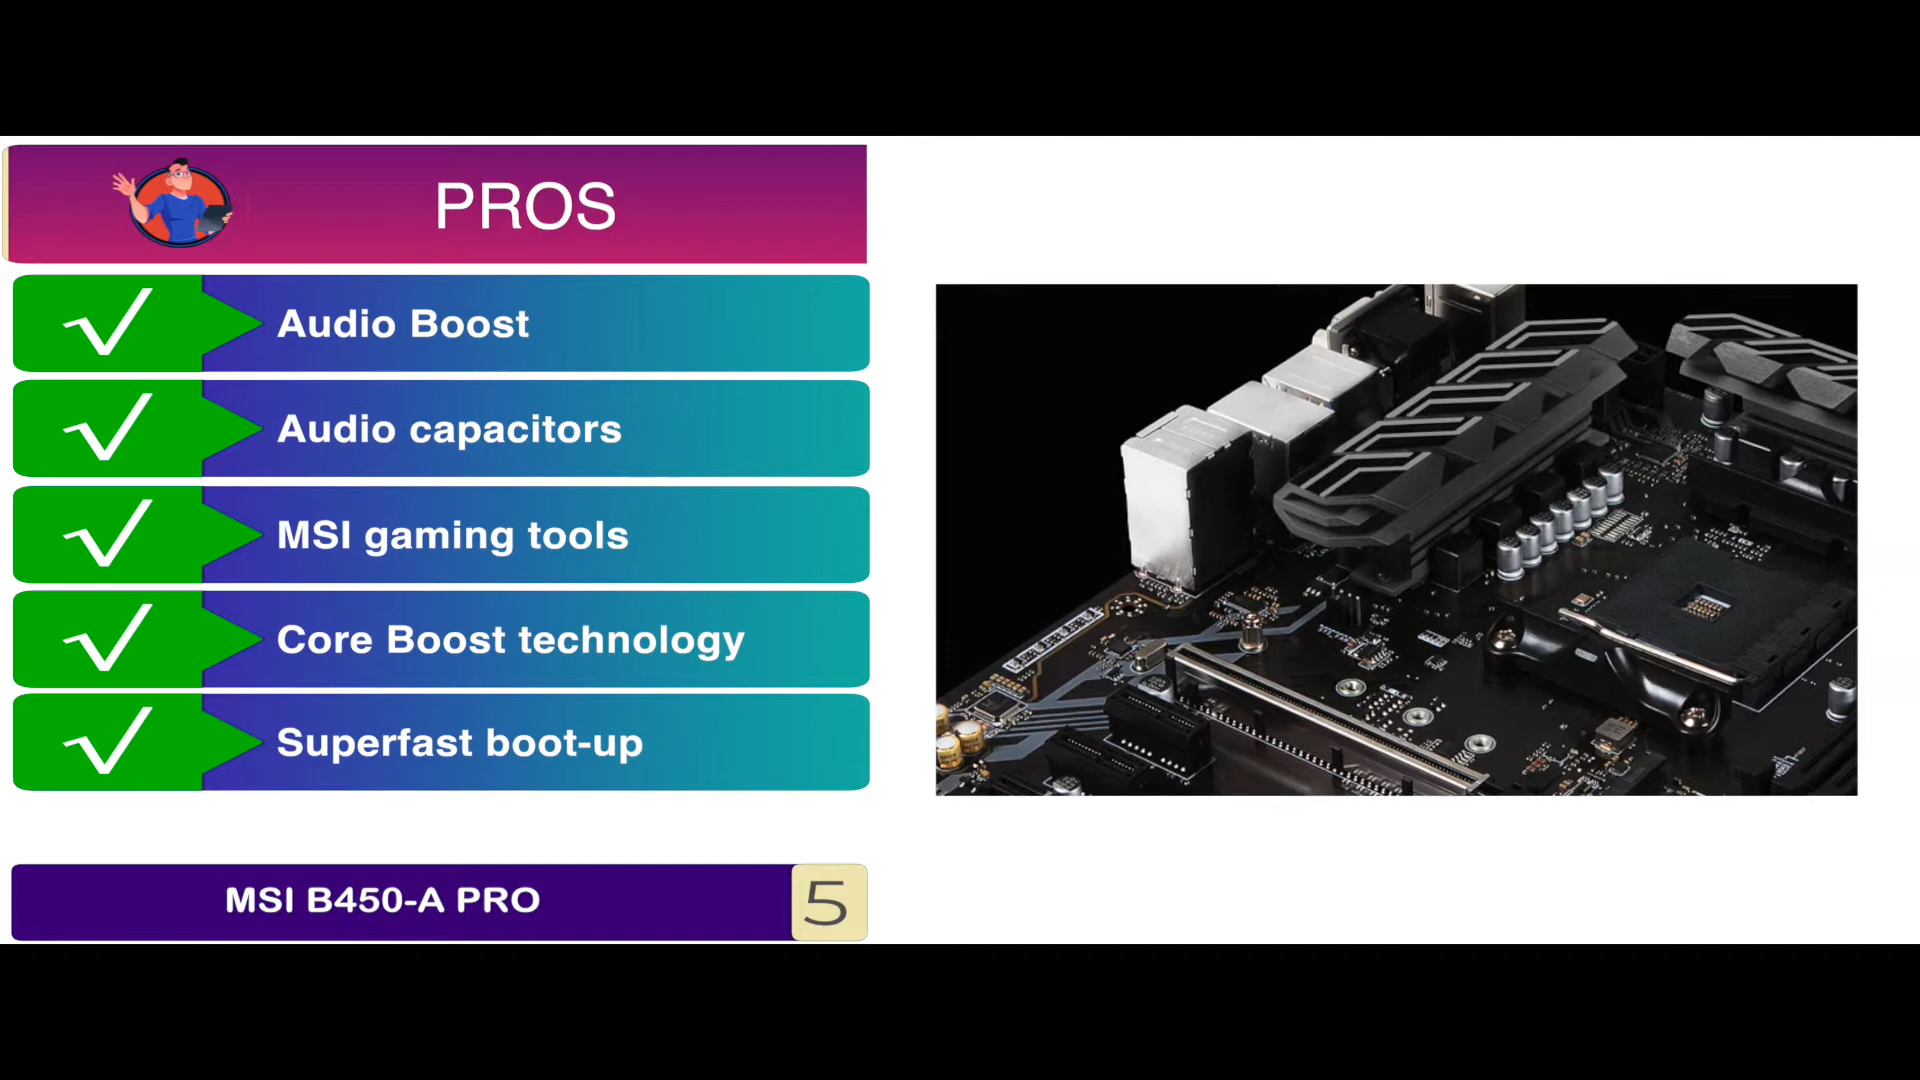 PROS
Audio Boost
Audio capacitors
MSI gaming tools
Core Boost technology
Superfast boot-up
MSI B450-A PRO
5